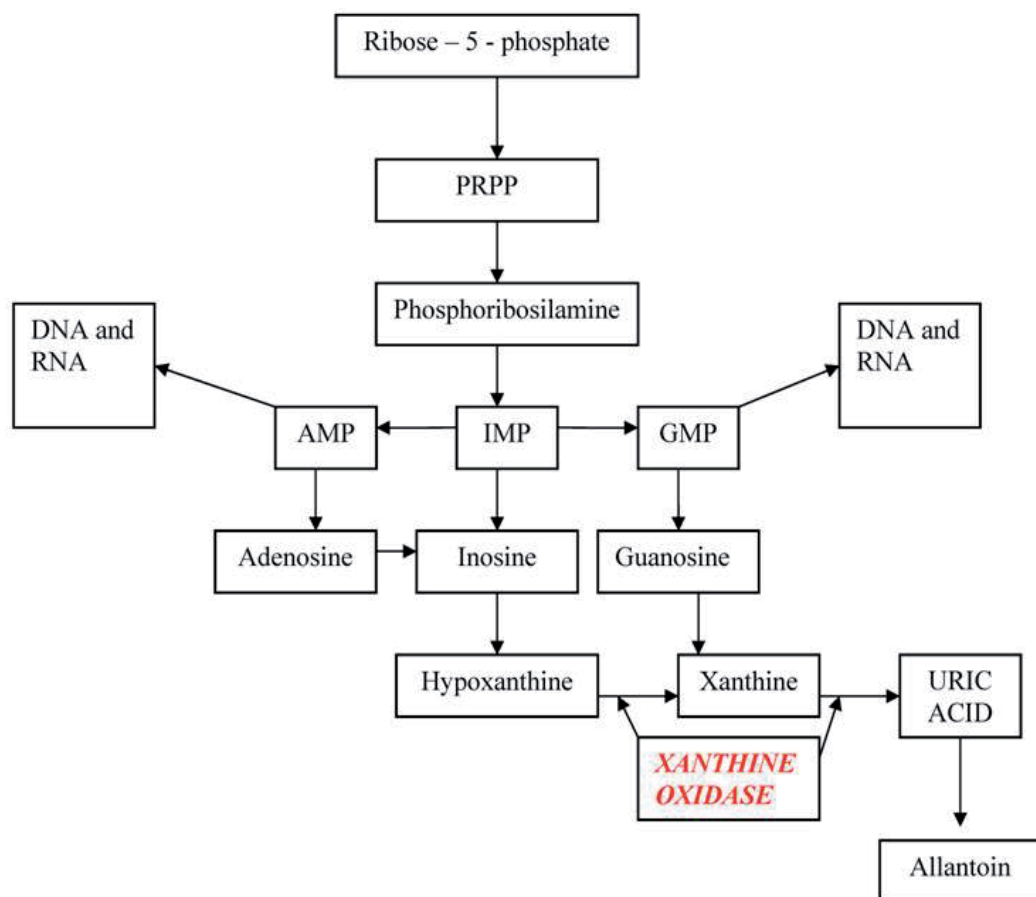 Ribose – 5 - phosphate
PRPP
Phosphoribosilamine
DNA and
RNA
DNA and
RNA
AMP
IMP
GMP
Adenosine
Inosine
Guanosine
Hypoxanthine
Xanthine
URIC
ACID
XANTHINE
OXIDASE
Allantoin